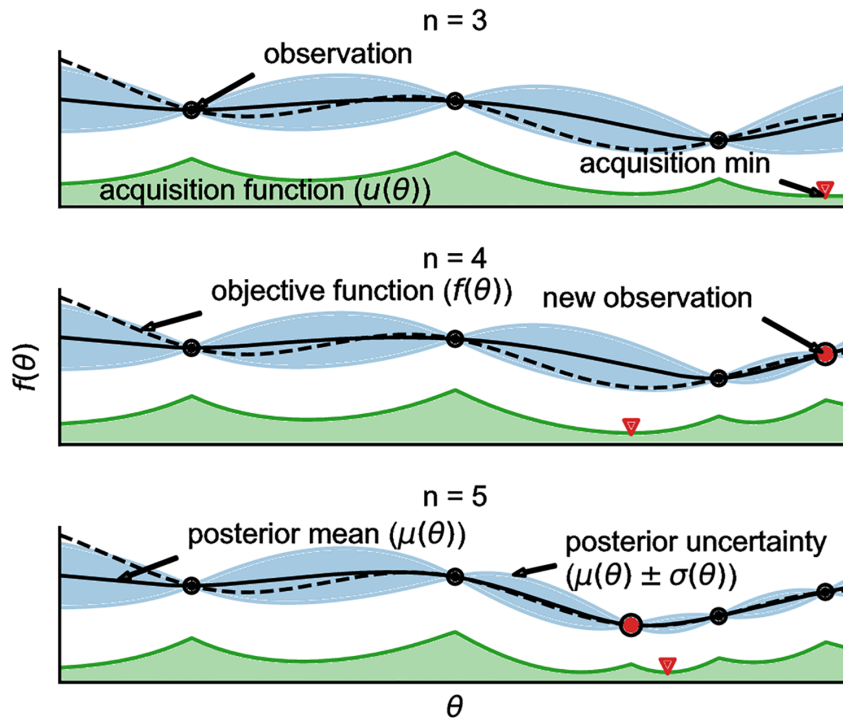 n = 3
observation
acquisition min
acquisition function (u(θ))
n = 4
objective function (f(θ))
new observation
f(θ)
n = 5
posterior mean (μ(θ))
posterior uncertainty
(μ(θ) ± σ(θ))
θ